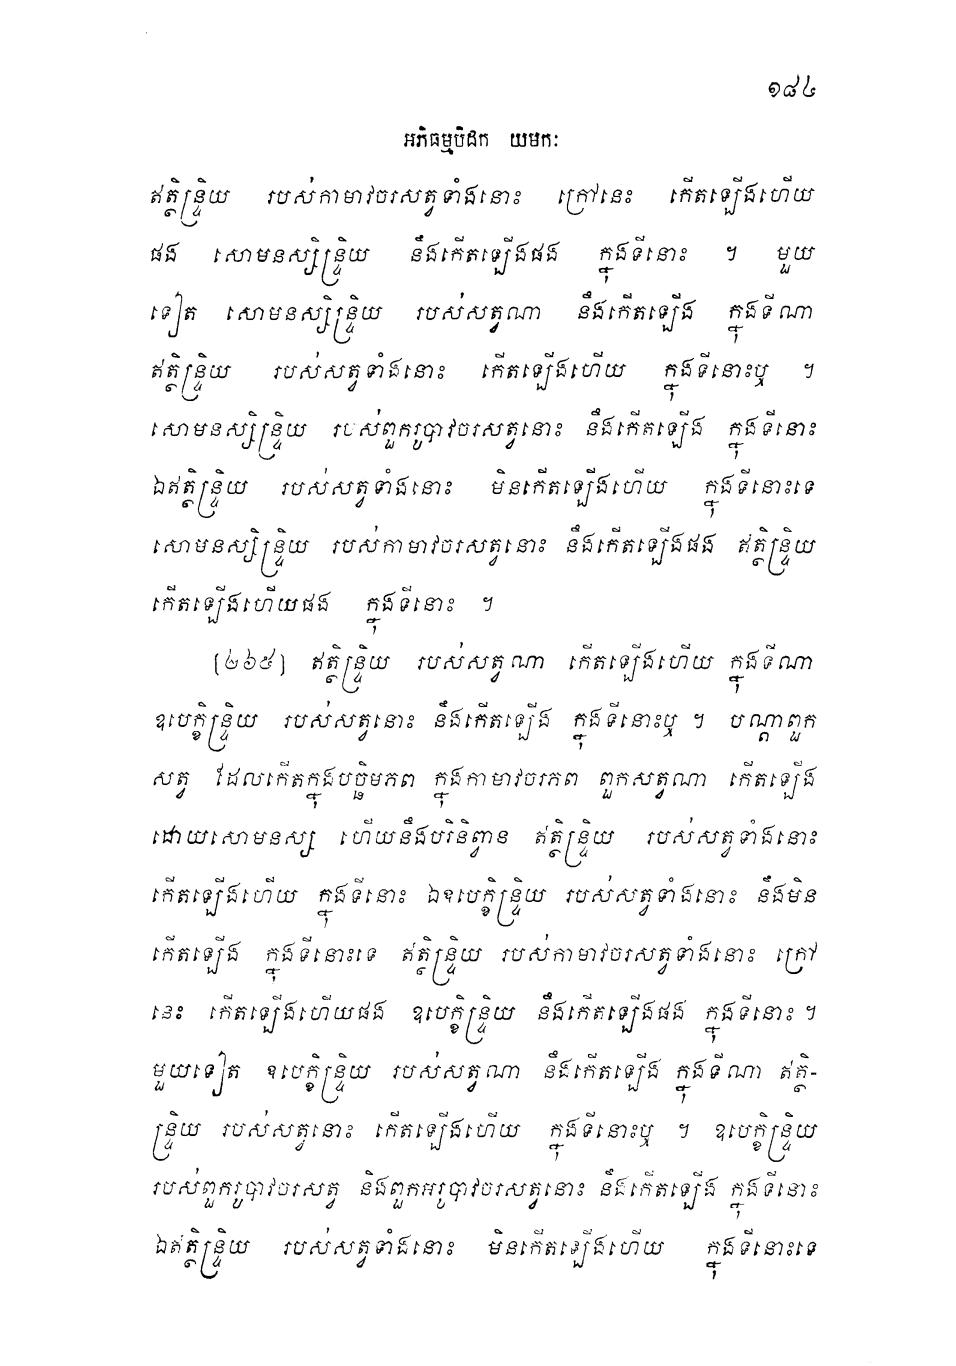 ១៨៤
អភិធម្មបិដក យមកៈ
ឥត្ថិន្ទ្រិយ របស់កាមាវចរសត្វទាំងនោះ ក្រៅនេះ កើតឡើងហើយ
ផង សោមនស្សិន្ទ្រិយ នឹងកើតឡើងផង ក្នុងទីនោះ ។ មួយ
ទៀត សោមនស្សិន្ទ្រិយ របស់សត្វណា នឹងកើតឡើង ក្នុងទីណា
ឥត្ថិន្ទ្រិយ របស់សត្វទាំងនោះ កើតឡើងហើយ ក្នុងទីនោះឬ ។
សោមនស្សិន្ទ្រិយ របស់ពួករូបាវចរសត្វនោះ នឹងកើតឡើង ក្នុងទីនោះ
ឯឥត្ថិន្ទ្រិយ របស់សត្វទាំងនោះ មិនកើតឡើងហើយ ក្នុងទីនោះទេ
សោមនស្សិន្ទ្រិយ របស់កាមាវចរសត្វនោះ នឹងកើតឡើងផង ឥត្ថិន្ទ្រិយ
កើតឡើងហើយផង ក្នុងទីនោះ ។
[២៦៥] ឥត្ថិន្ទ្រិយ របស់សត្វណា កើតឡើងហើយ ក្នុងទីណា
ឧបេក្ខិន្ទ្រិយ របស់សត្វនោះ នឹងកើតឡើង ក្នុងទីនោះឬ ។ បណ្តាពួក
សត្វ ដែលកើតក្នុងបច្ឆិមភព ក្នុងកាមាវចរភព ពួកសត្វណា កើតឡើង
ដោយសោមនស្ស ហើយនឹងបរិនិព្វាន ឥត្ថិន្ទ្រិយ របស់សត្វទាំងនោះ
កើតឡើងហើយ ក្នុងទីនោះ ឯឧបេក្ខិន្ទ្រិយ របស់សត្វទាំងនោះ នឹងមិន
កើតឡើង ក្នុងទីនោះទេ ឥត្ថិន្ទ្រិយ របស់កាមាវចរសត្វទាំងនោះ ក្រៅ
នេះ កើតឡើងហើយផង ឧបេក្ខិន្ទ្រិយ នឹងកើតឡើងផង ក្នុងទីនោះ ។
មួយទៀត ឧបេក្ខិន្ទ្រិយ របស់សត្វណា នឹងកើតឡើង ក្នុងទីណា ឥត្ថិ-
ន្ទ្រិយ របស់សត្វនោះ កើតឡើងហើយ ក្នុងទីនោះឬ ។ ឧបេក្ខិន្ទ្រិយ
របស់ពួករូបាវចរសត្វ និងពួកអរូបាវចរសត្វនោះ នឹងកើតឡើង ក្នុងទីនោះ
ឯឥត្ថិន្ទ្រិយ របស់សត្វទាំងនោះ មិនកើតឡើងហើយ ក្នុងទីនោះទេ